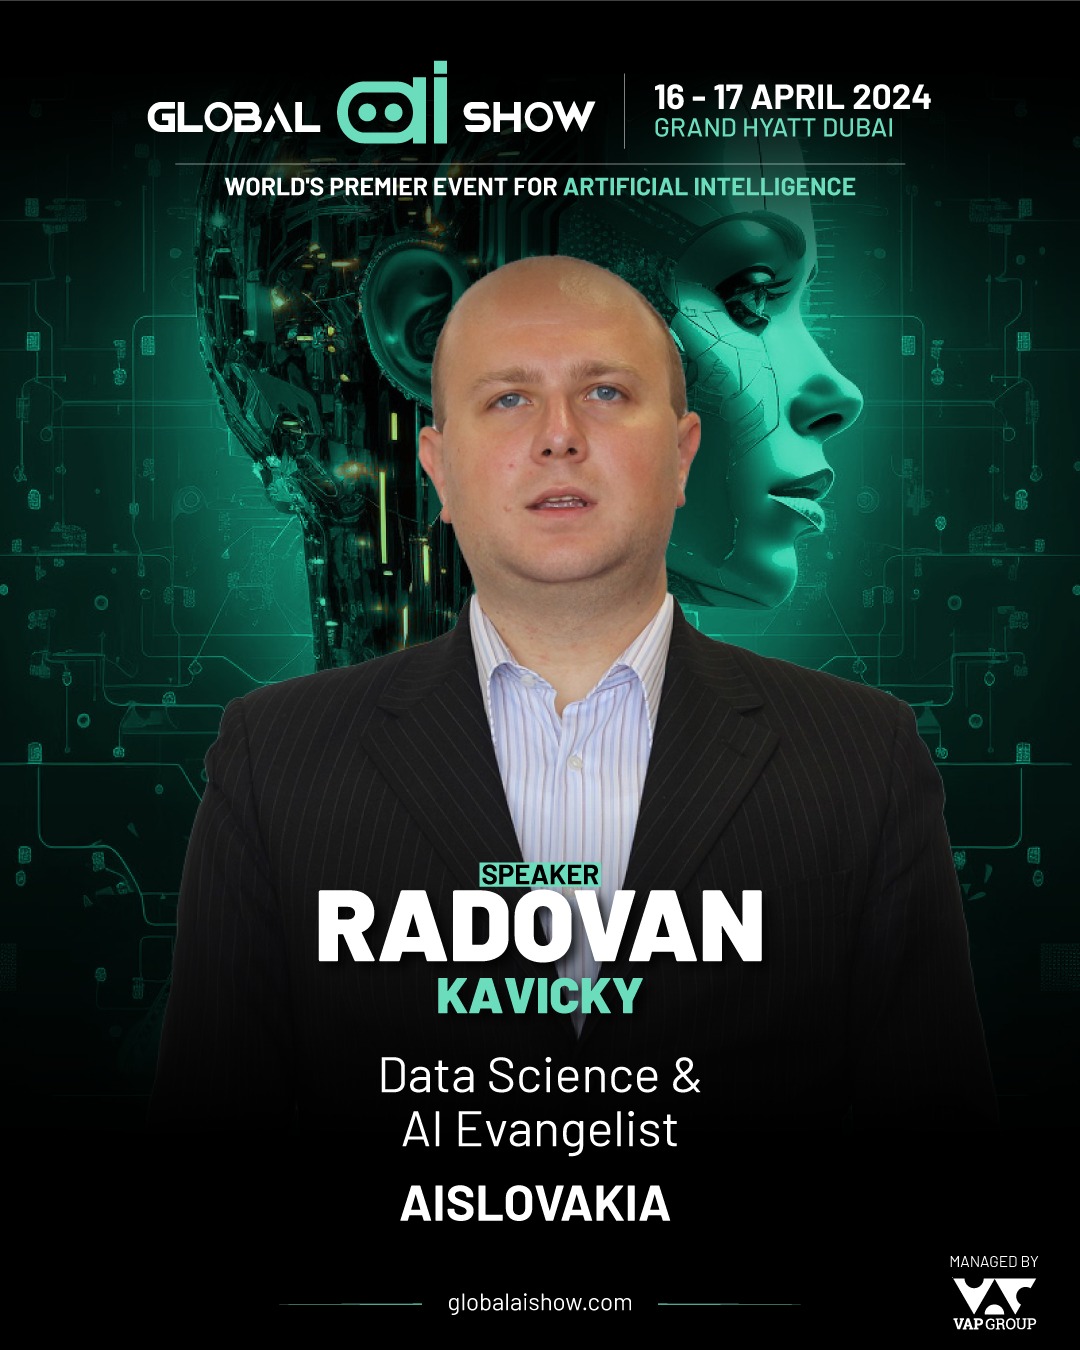 GLOBAL ai SHOW
16 - 17 APRIL 2024
GRAND HYATT DUBAI
WORLD'S PREMIER EVENT FOR ARTIFICIAL INTELLIGENCE
SPEAKER
RADOVAN
KAVICKY
Data Science &
AI Evangelist
AISLOVAKIA
globalaishow.com
MANAGED BY
VAP GROUP